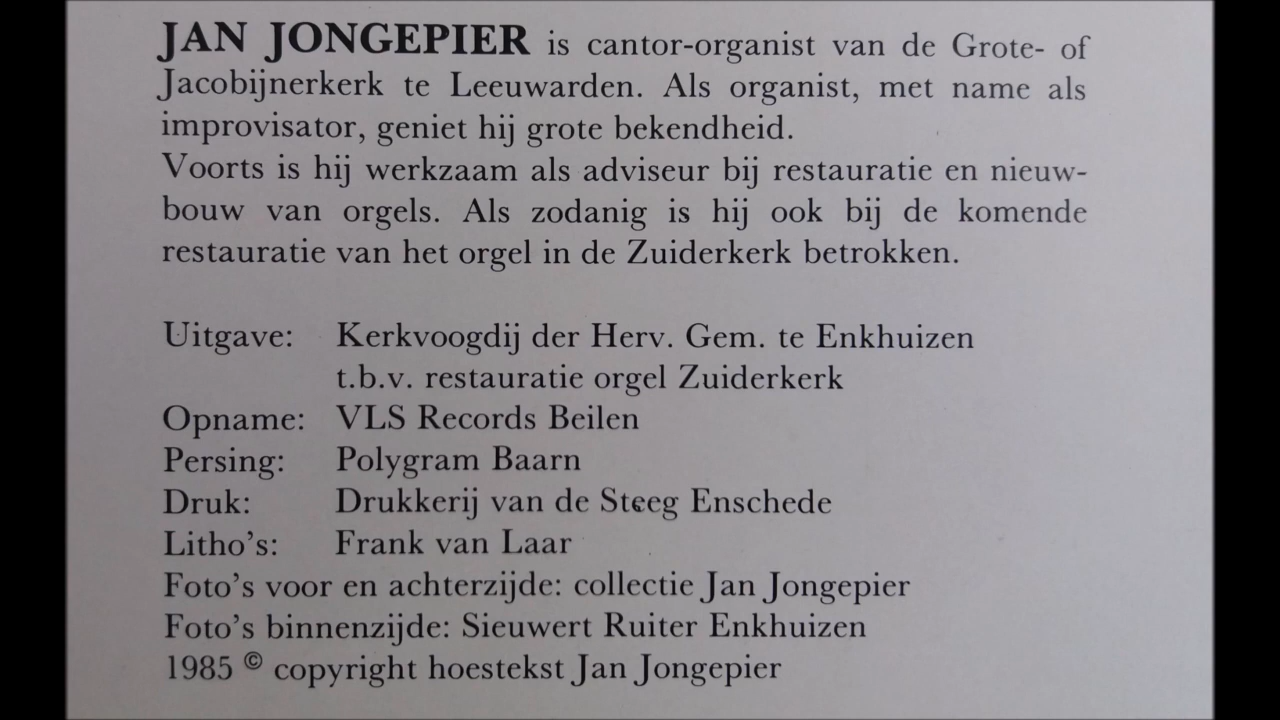 JAN JONGEPIER is cantor-organist van de Grote- of
Jacobijnerkerk te Leeuwarden. Als organist, met name als
improvisator, geniet hij grote bekendheid.
Voorts is hij werkzaam als adviseur bij restauratie en nieuw-
bouw van orgels. Als zodanig is hij ook bij de komende
restauratie van het orgel in de Zuiderkerk betrokken.
Uitgave: Kerkvoogdij der Herv. Gem. te Enkhuizen
t.b.v. restauratie orgel Zuiderkerk
Opname: VLS Records Beilen
Persing: Polygram Baarn
Druk: Drukkerij van de Steeg Enschede
Litho's: Frank van Laar
Foto's voor en achterzijde: collectie Jan Jongepier
Foto's binnenzijde: Sieuwert Ruiter Enkhuizen
1985 © copyright hoestekst Jan Jongepier